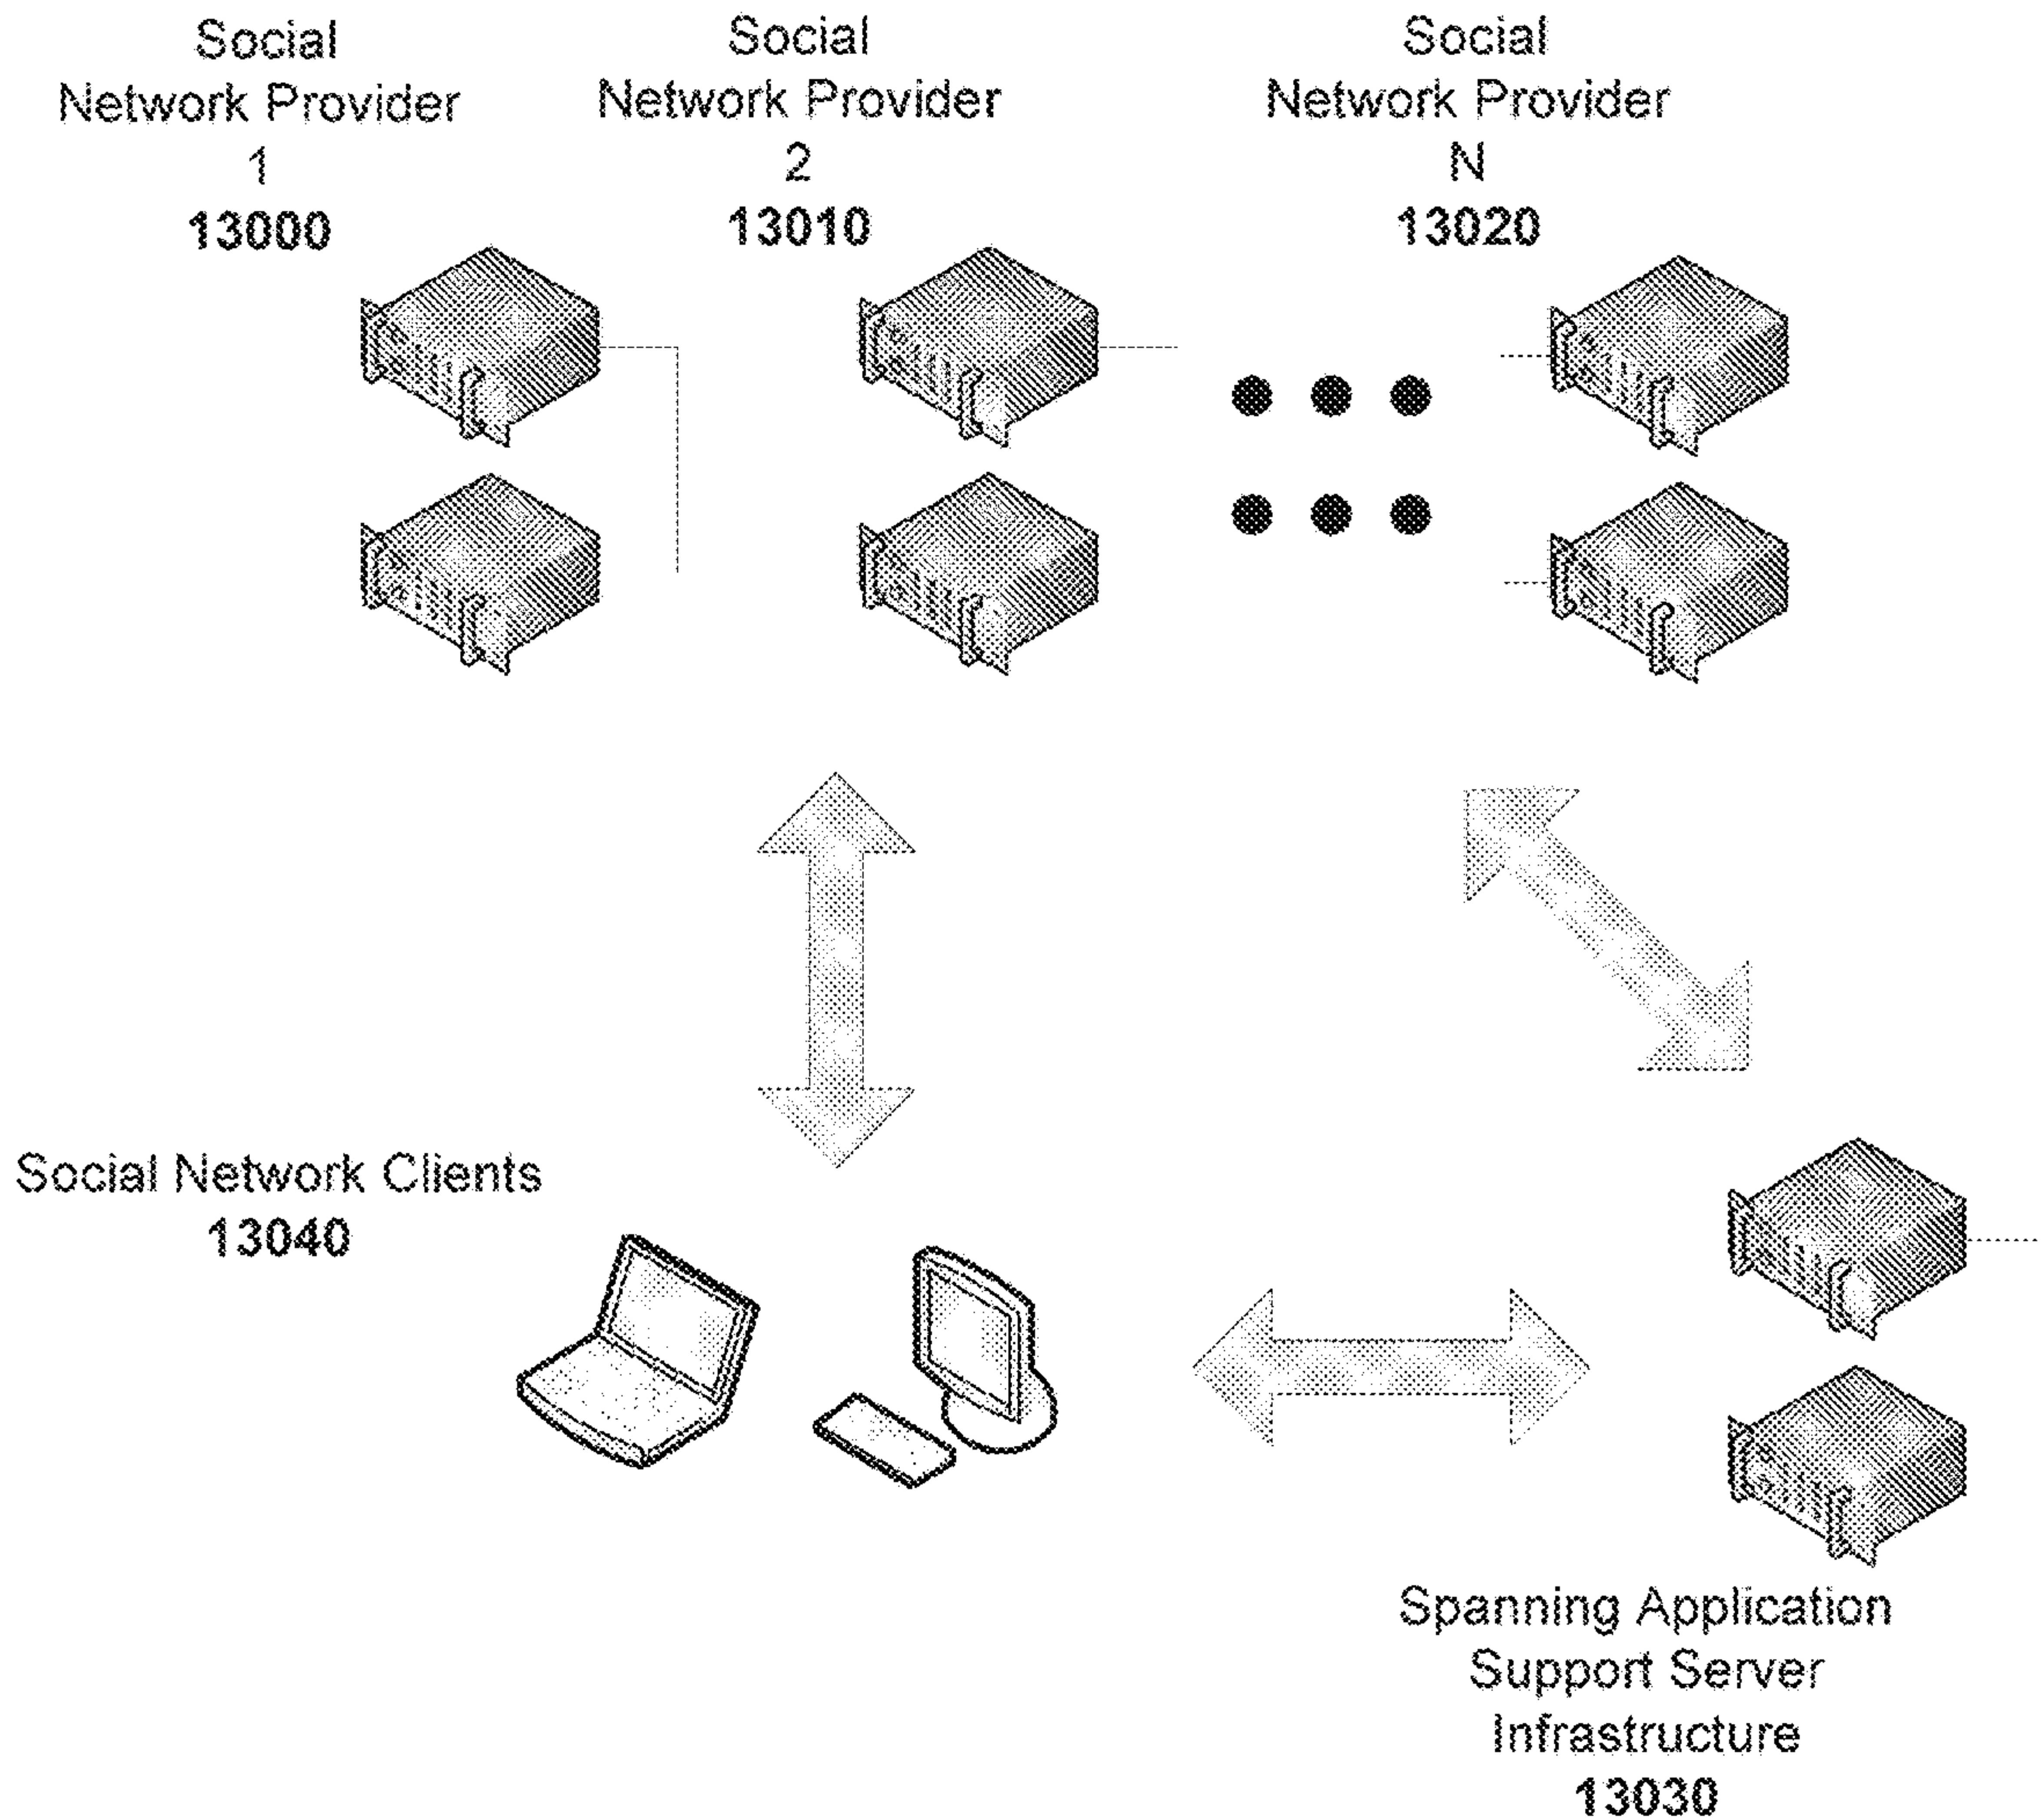 Social
Network Provider
1
13000
Social
Network Provider
2
13010
Social
Network Provider
N
13020
Social Network Clients
13040
Spanning Application
Support Server
Infrastructure
13030